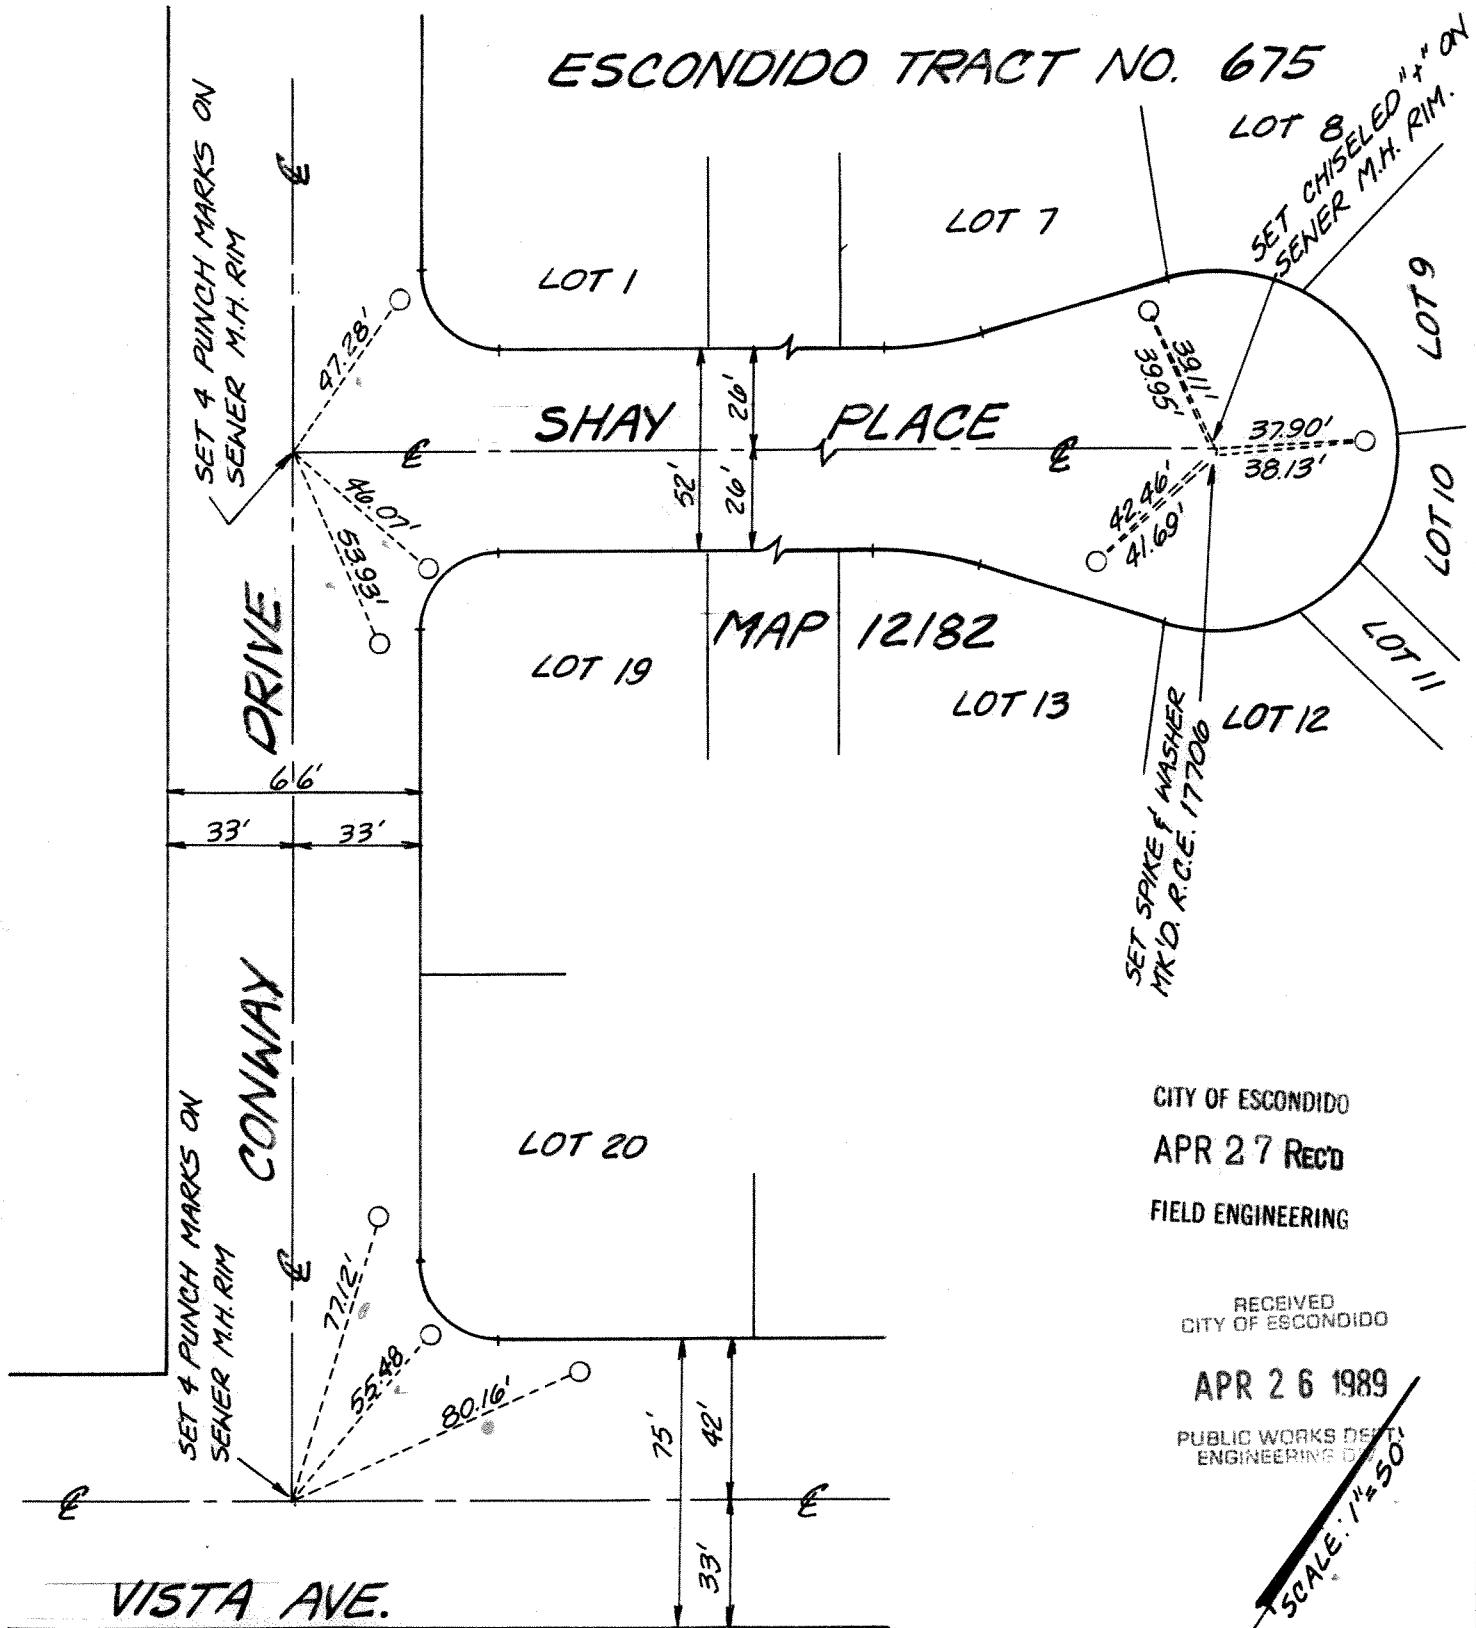 ESCONDIDO TRACT NO. 675
SET 4 PUNCH MARKS ON
SEWER M.H. RIM
℄
LOT 8
SET CHISELED "+" ON
SEWER M.H. RIM.
LOT 7
LOT 1
LOT 9
47.28'
26'
39.11'
39.95'
SHAY PLACE
℄
℄
37.90'
38.13'
46.07'
53.93'
52'
26'
42.46'
41.69'
LOT 10
DRIVE
MAP 12182
LOT 19
LOT 13
LOT 12
LOT 11
SET SPIKE & WASHER
MK'D. R.C.E. 17706
66'
33'
33'
CONWAY
SET 4 PUNCH MARKS ON
SEWER M.H. RIM
LOT 20
CITY OF ESCONDIDO
APR 27 REC'D
FIELD ENGINEERING
℄
77.12'
55.48
80.16'
RECEIVED
CITY OF ESCONDIDO
APR 26 1989
PUBLIC WORKS DEPT.
ENGINEERING
75'
42'
33'
℄
℄
SCALE: 1"=50'
VISTA AVE.